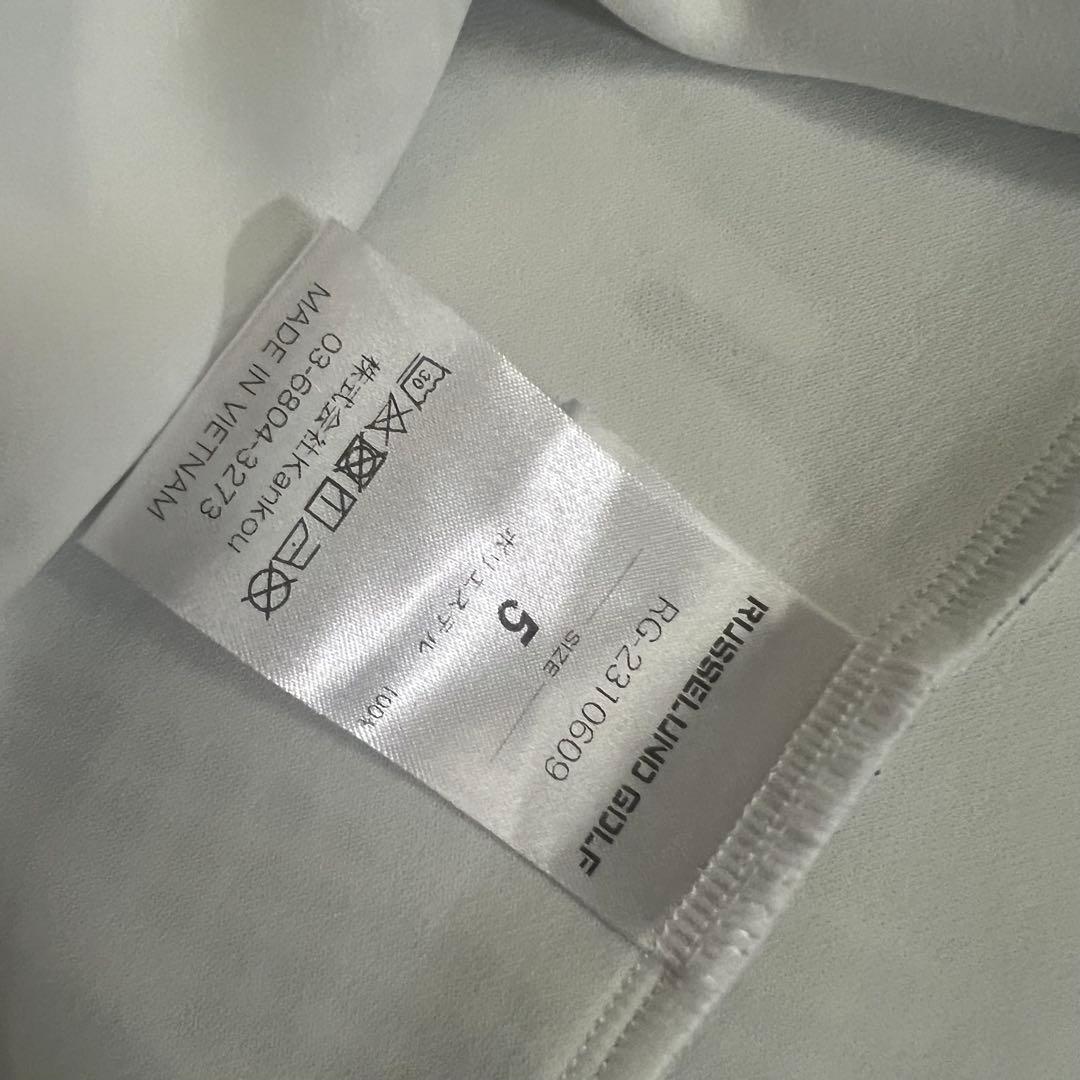 RUSSELUNO GOLF
RG-2310609
SIZE
5
ポリエステル 100%
30
株式会社Kankou
03-6804-3273
MADE IN VIETNAM